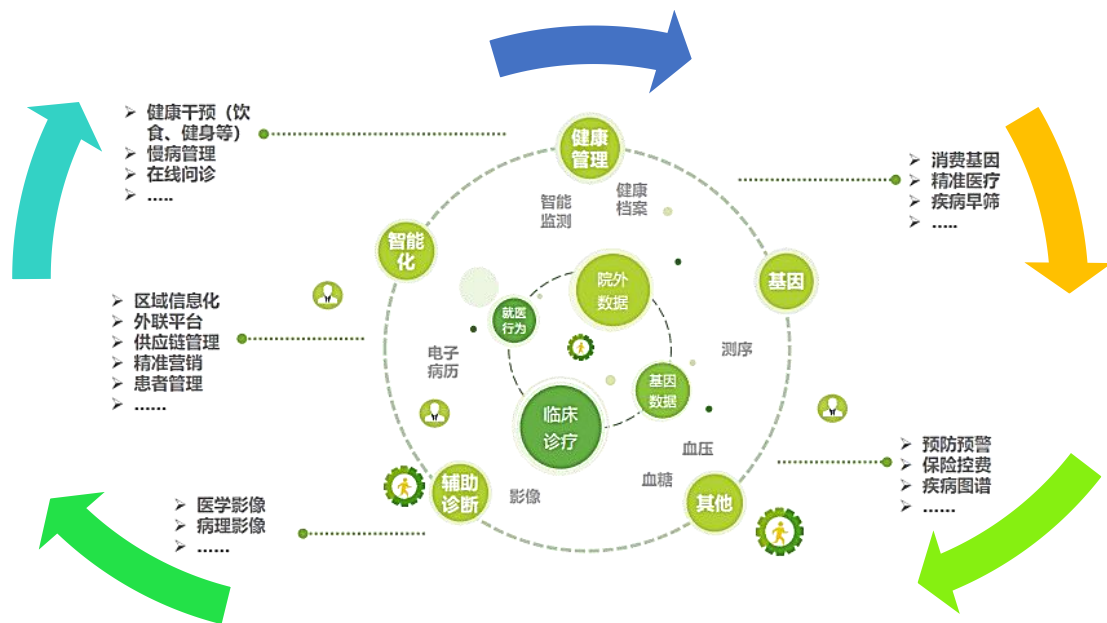 健康干预（饮
食、健身等）
慢病管理
在线问诊
.....
区域信息化
外联平台
供应链管理
精准营销
患者管理
......
医学影像
病理影像
......
健康
管理
智能
监测
健康
档案
智能
化
院外
数据
就医
行为
基因
电子
病历
测序
基因
数据
临床
诊疗
血压
血糖
辅助
诊断
影像
其他
消费基因
精准医疗
疾病早筛
.....
预防预警
保险控费
疾病图谱
......